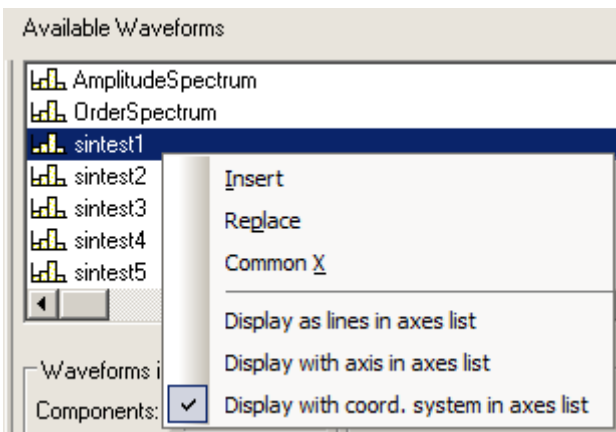 Available Waveforms
AmplitudeSpectrum
OrderSpectrum
sintest1
sintest2
sintest3
sintest4
sintest5
Insert
Replace
Common X
Display as lines in axes list
Display with axis in axes list
Display with coord. system in axes list
Waveforms i
Components: